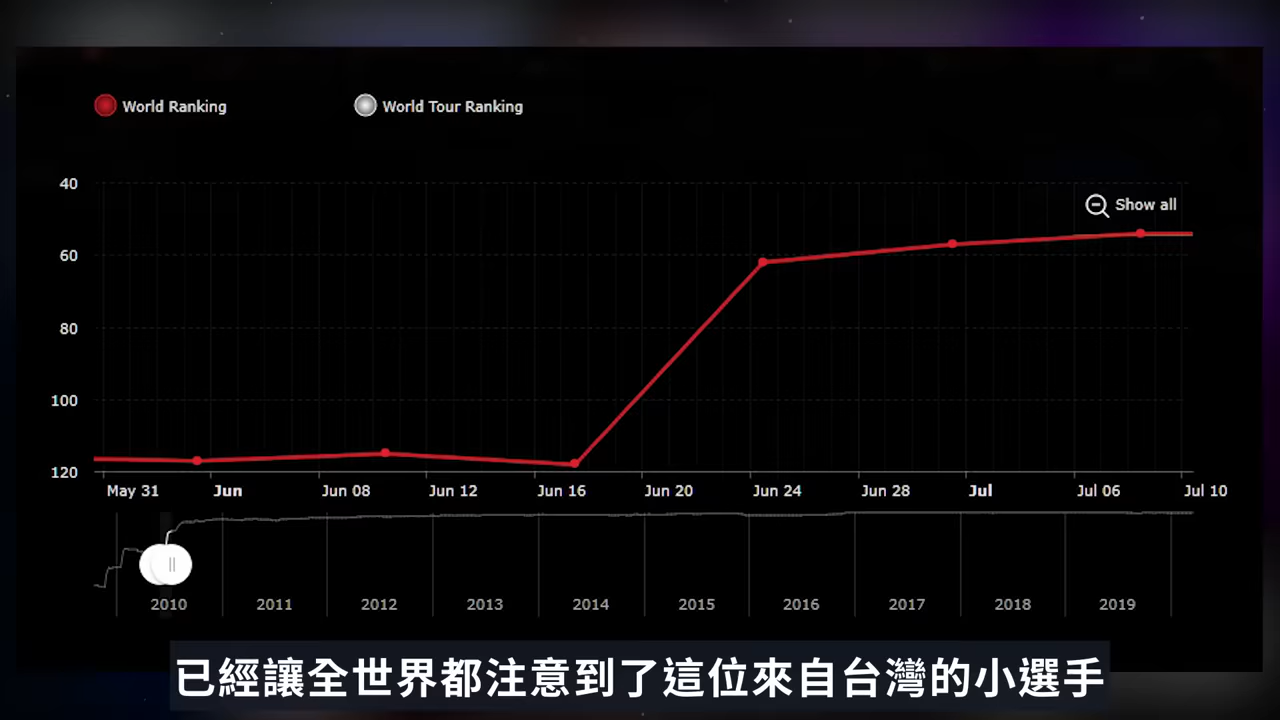 World Ranking World Tour Ranking
40
Show all
60
80
100
120
May 31 Jun Jun 08 Jun 12 Jun 16 Jun 20 Jun 24 Jun 28 Jul Jul 06 Jul 10
2010 2011 2012 2013 2014 2015 2016 2017 2018 2019
已經讓全世界都注意到了這位來自台灣的小選手